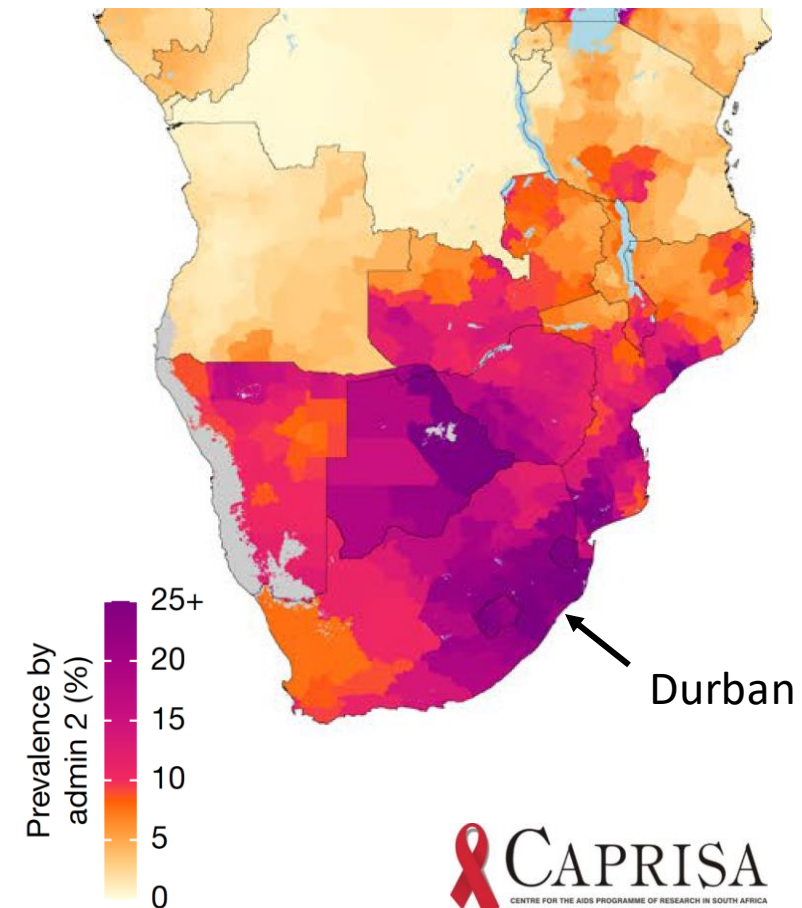 Durban
Prevalence by
admin 2 (%)
25+
20
15
10
5
0
CAPRISA
CENTRE FOR THE AIDS PROGRAMME OF RESEARCH IN SOUTH AFRICA